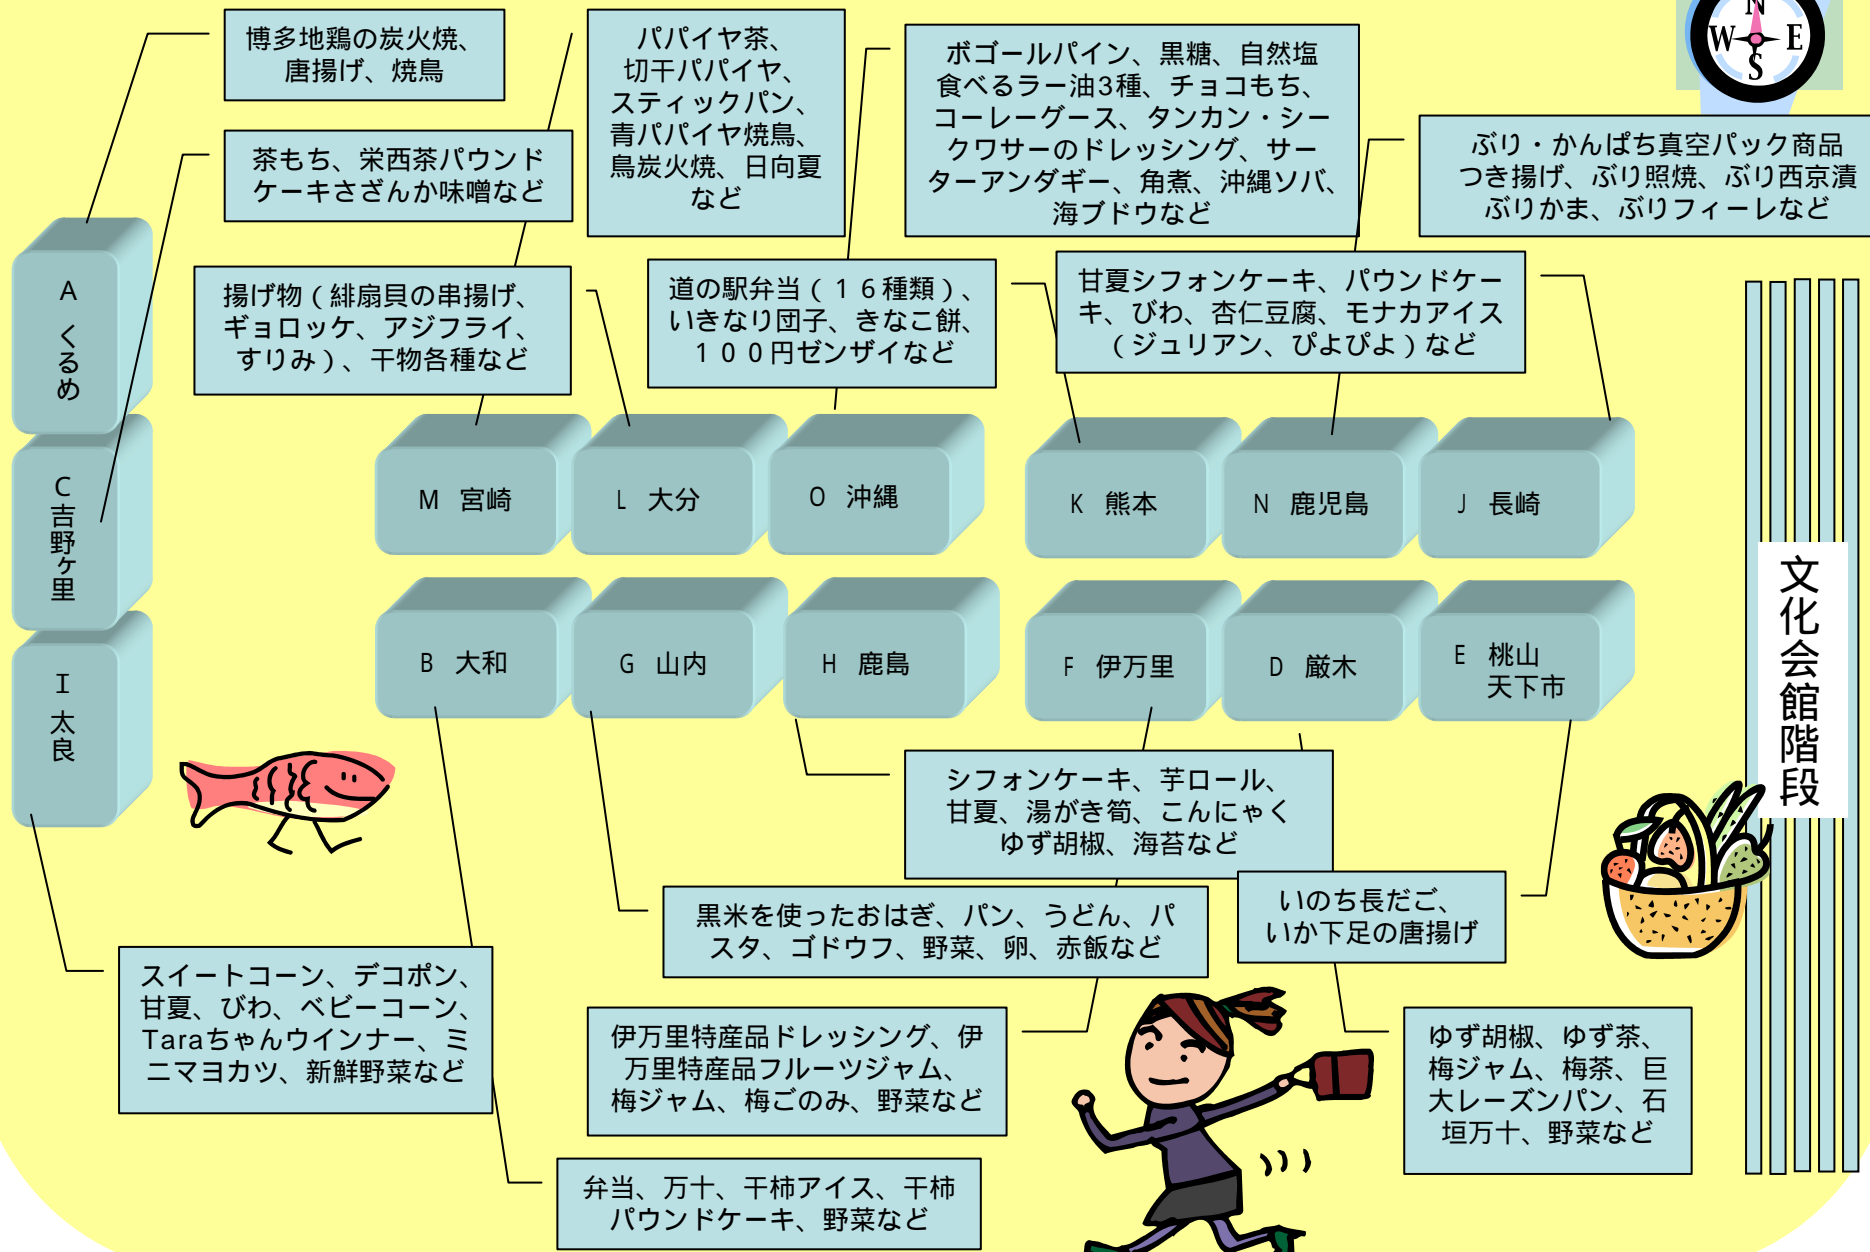 博多地鶏の炭火焼、
唐揚げ、焼鳥
パパイヤ茶、
切干パパイヤ、
スティックパン、
青パパイヤ焼鳥、
鳥炭火焼、日向夏
など
ボゴールパイン、黒糖、自然塩
食べるラー油3種、チョコもち、
コーレーグース、タンカン・シー
クワサーのドレッシング、サー
ターアンダギー、角煮、沖縄ソバ、
海ブドウなど
N
W E
S
茶もち、栄西茶パウンド
ケーキさざんか味噌など
ぶり・かんぱち真空パック商品
つき揚げ、ぶり照焼、ぶり西京漬
ぶりかま、ぶりフィーレなど
揚げ物（緋扇貝の串揚げ、
ギョロッケ、アジフライ、
すりみ）、干物各種など
道の駅弁当（１６種類）、
いきなり団子、きなこ餅、
１００円ゼンザイなど
甘夏シフォンケーキ、パウンドケー
キ、びわ、杏仁豆腐、モナカアイス
（ジュリアン、ぴよぴよ）など
A くるめ
C吉野ヶ里
I 太良
M 宮崎
L 大分
O 沖縄
K 熊本
N 鹿児島
J 長崎
B 大和
G 山内
H 鹿島
F 伊万里
D 厳木
E 桃山
天下市
文化会館階段
シフォンケーキ、芋ロール、
甘夏、湯がき筍、こんにゃく
ゆず胡椒、海苔など
黒米を使ったおはぎ、パン、うどん、パ
スタ、ゴドウフ、野菜、卵、赤飯など
いのち長だご、
いか下足の唐揚げ
スイートコーン、デコポン、
甘夏、びわ、ベビーコーン、
Taraちゃんウインナー、ミ
ニマヨカツ、新鮮野菜など
伊万里特産品ドレッシング、伊
万里特産品フルーツジャム、
梅ジャム、梅ごのみ、野菜など
ゆず胡椒、ゆず茶、
梅ジャム、梅茶、巨
大レーズンパン、石
垣万十、野菜など
弁当、万十、干柿アイス、干柿
パウンドケーキ、野菜など